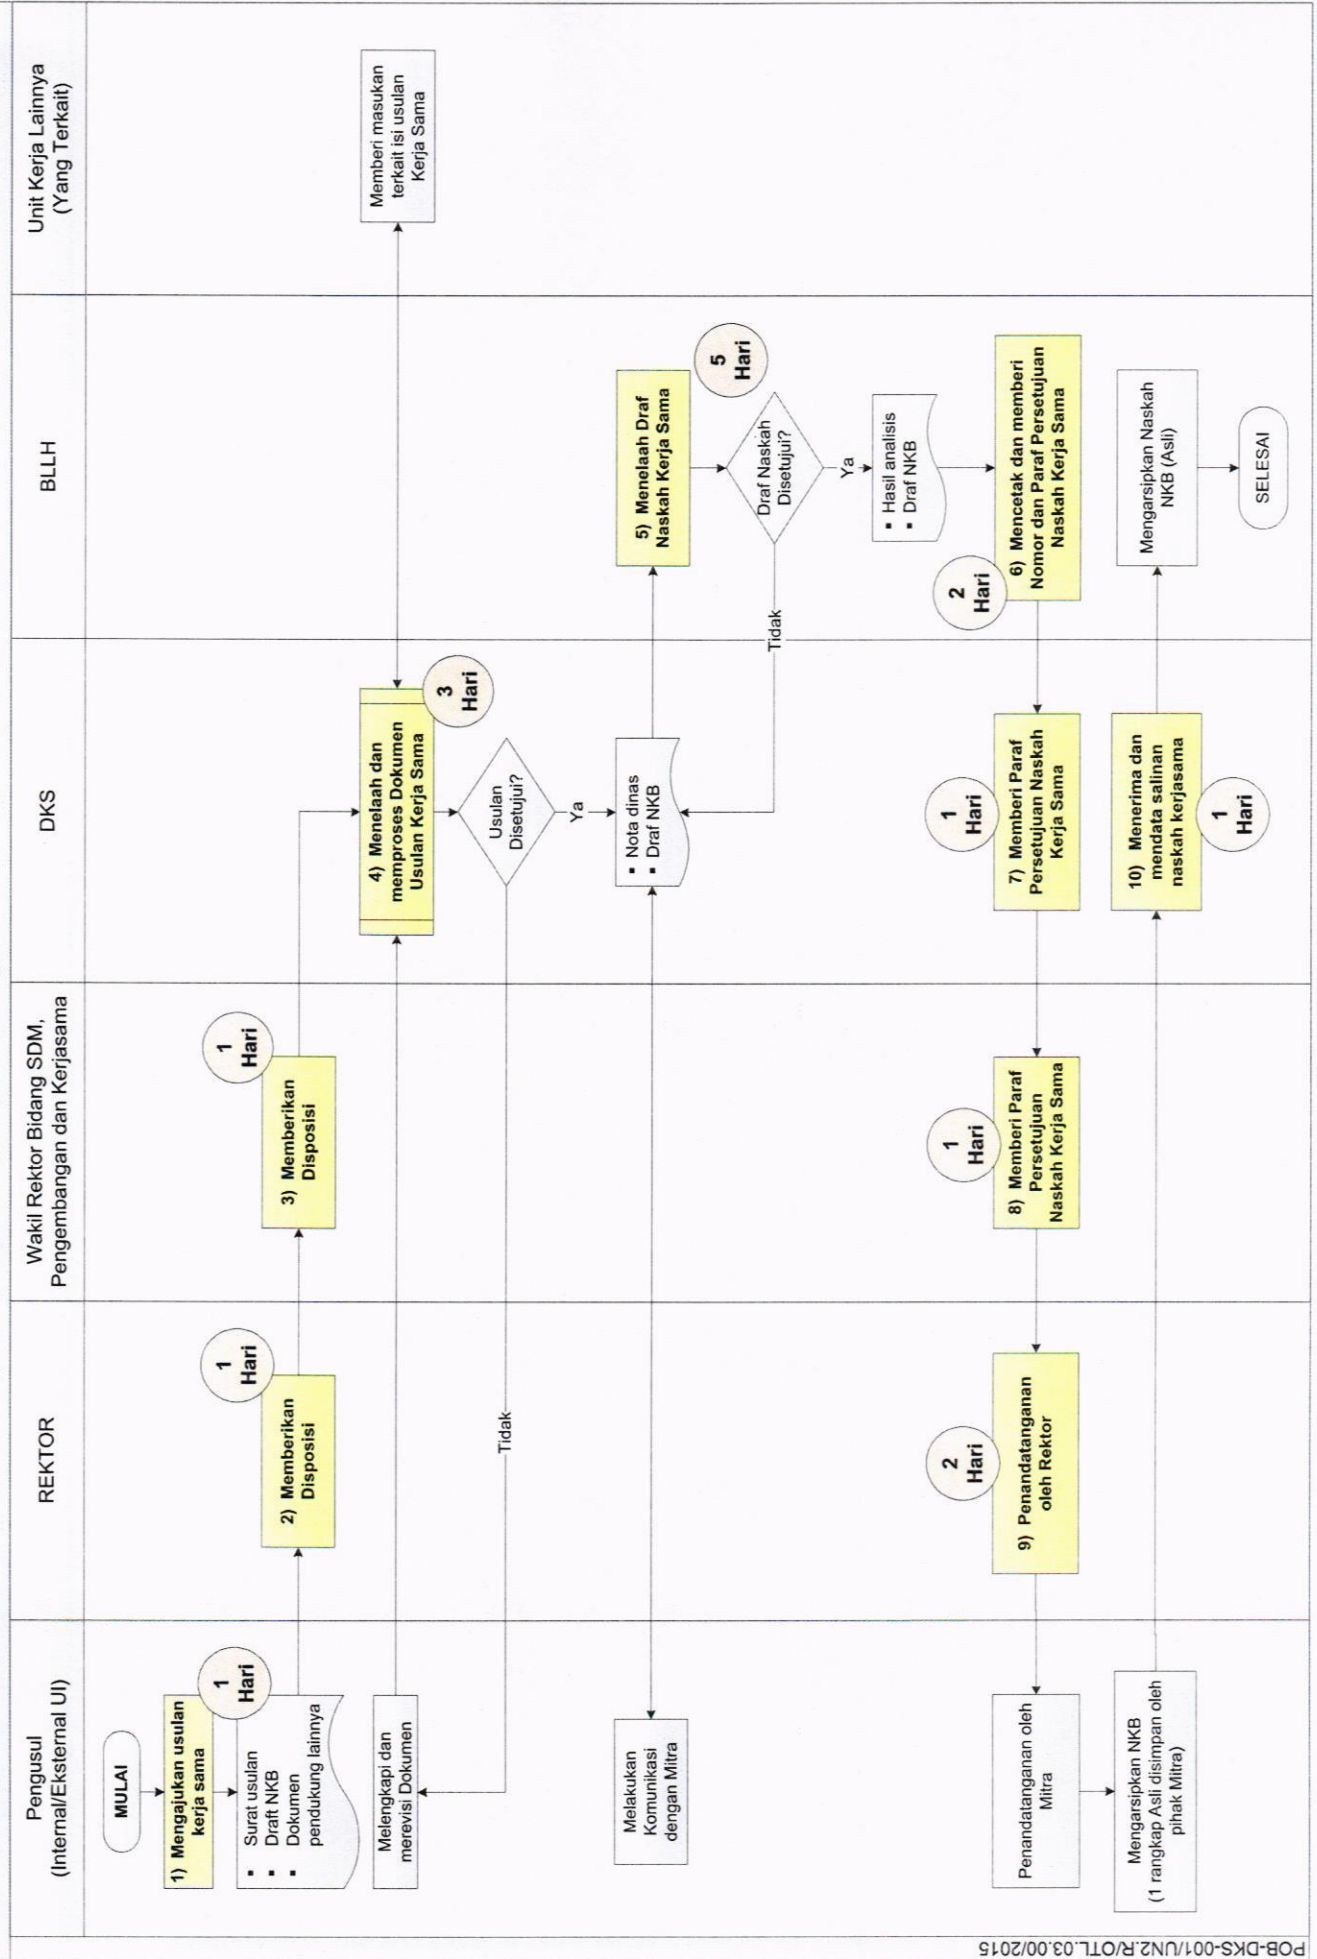 POB-DKS-001/UN2.R/OTL.03.00/2015
Pengusul
(Internal/Eksternal UI)
REKTOR
Wakil Rektor Bidang SDM,
Pengembangan dan Kerjasama
DKS
BLLH
Unit Kerja Lainnya
(Yang Terkait)
MULAI
1) Mengajukan usulan
kerja sama
1
Hari
▪ Surat usulan
▪ Draft NKB
▪ Dokumen
pendukung lainnya
2) Memberikan
Disposisi
1
Hari
3) Memberikan
Disposisi
1
Hari
4) Menelaah dan
memproses Dokumen
Usulan Kerja Sama
3
Hari
Memberi masukan
terkait isi usulan
Kerja Sama
Melengkapi dan
merevisi Dokumen
Usulan
Disetujui?
Tidak
Ya
Melakukan
Komunikasi
dengan Mitra
▪ Nota dinas
▪ Draf NKB
5) Menelaah Draf
Naskah Kerja Sama
5
Hari
Draf Naskah
Disetujui?
Tidak
Ya
▪ Hasil analisis
▪ Draf NKB
6) Mencetak dan memberi
Nomor dan Paraf Persetujuan
Naskah Kerja Sama
2
Hari
7) Memberi Paraf
Persetujuan Naskah
Kerja Sama
1
Hari
8) Memberi Paraf
Persetujuan
Naskah Kerja Sama
1
Hari
9) Penandatanganan
oleh Rektor
2
Hari
Penandatanganan oleh
Mitra
Mengarsipkan NKB
(1 rangkap Asli disimpan oleh
pihak Mitra)
10) Menerima dan
mendata salinan
naskah kerjasama
1
Hari
Mengarsipkan Naskah
NKB (Asli)
SELESAI